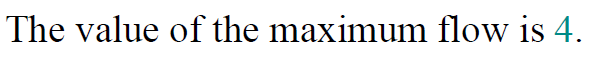 The value of the maximum flow is 4.